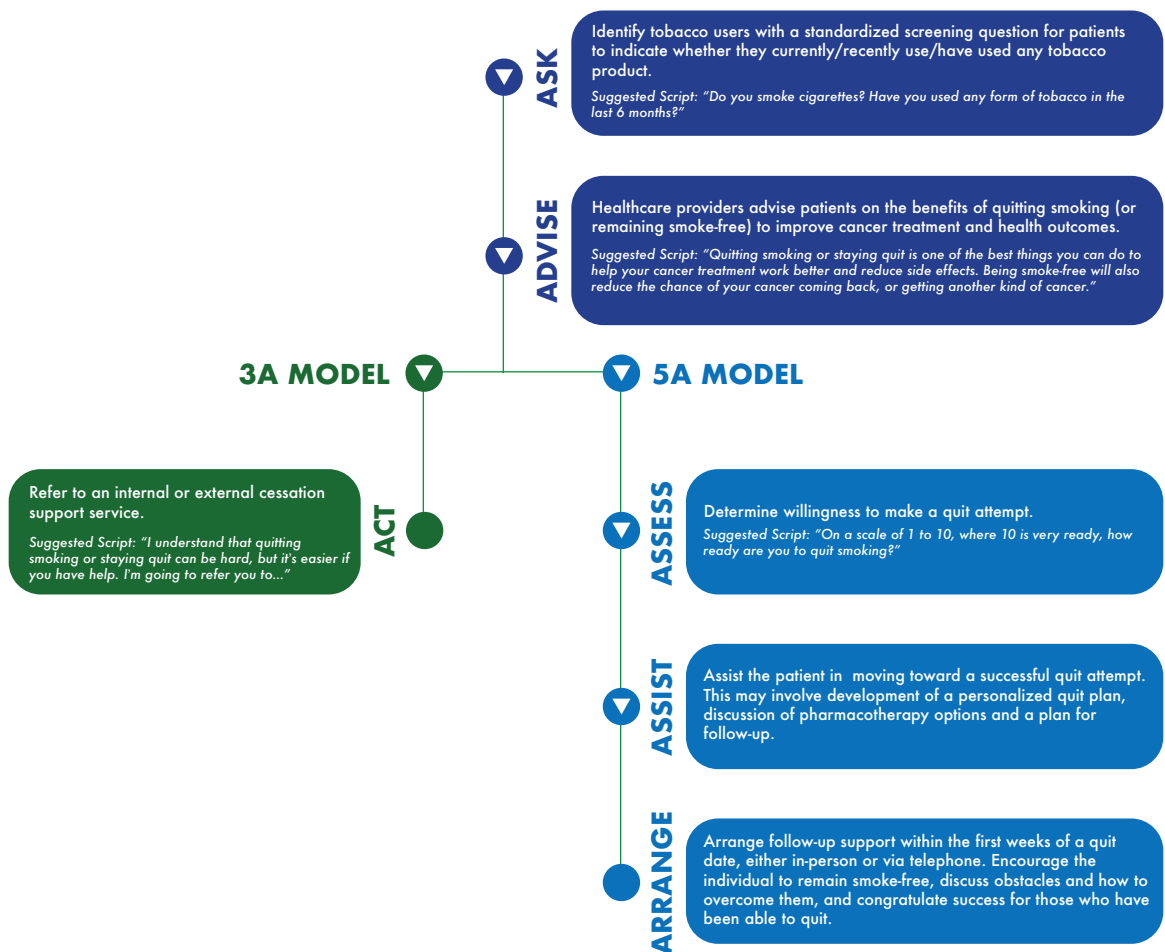 ASK
Identify tobacco users with a standardized screening question for patients
to indicate whether they currently/recently use/have used any tobacco
product.
Suggested Script: “Do you smoke cigarettes? Have you used any form of tobacco in the
last 6 months?”
ADVISE
Healthcare providers advise patients on the benefits of quitting smoking (or
remaining smoke-free) to improve cancer treatment and health outcomes.
Suggested Script: “Quitting smoking or staying quit is one of the best things you can do to
help your cancer treatment work better and reduce side effects. Being smoke-free will also
reduce the chance of your cancer coming back, or getting another kind of cancer.”
3A MODEL
5A MODEL
Refer to an internal or external cessation
support service.
Suggested Script: “I understand that quitting
smoking or staying quit can be hard, but it's easier if
you have help. I'm going to refer you to...”
ACT
ASSESS
Determine willingness to make a quit attempt.
Suggested Script: “On a scale of 1 to 10, where 10 is very ready, how
ready are you to quit smoking?”
ASSIST
Assist the patient in moving toward a successful quit attempt.
This may involve development of a personalized quit plan,
discussion of pharmacotherapy options and a plan for
follow-up.
ARRANGE
Arrange follow-up support within the first weeks of a quit
date, either in-person or via telephone. Encourage the
individual to remain smoke-free, discuss obstacles and how to
overcome them, and congratulate success for those who have
been able to quit.